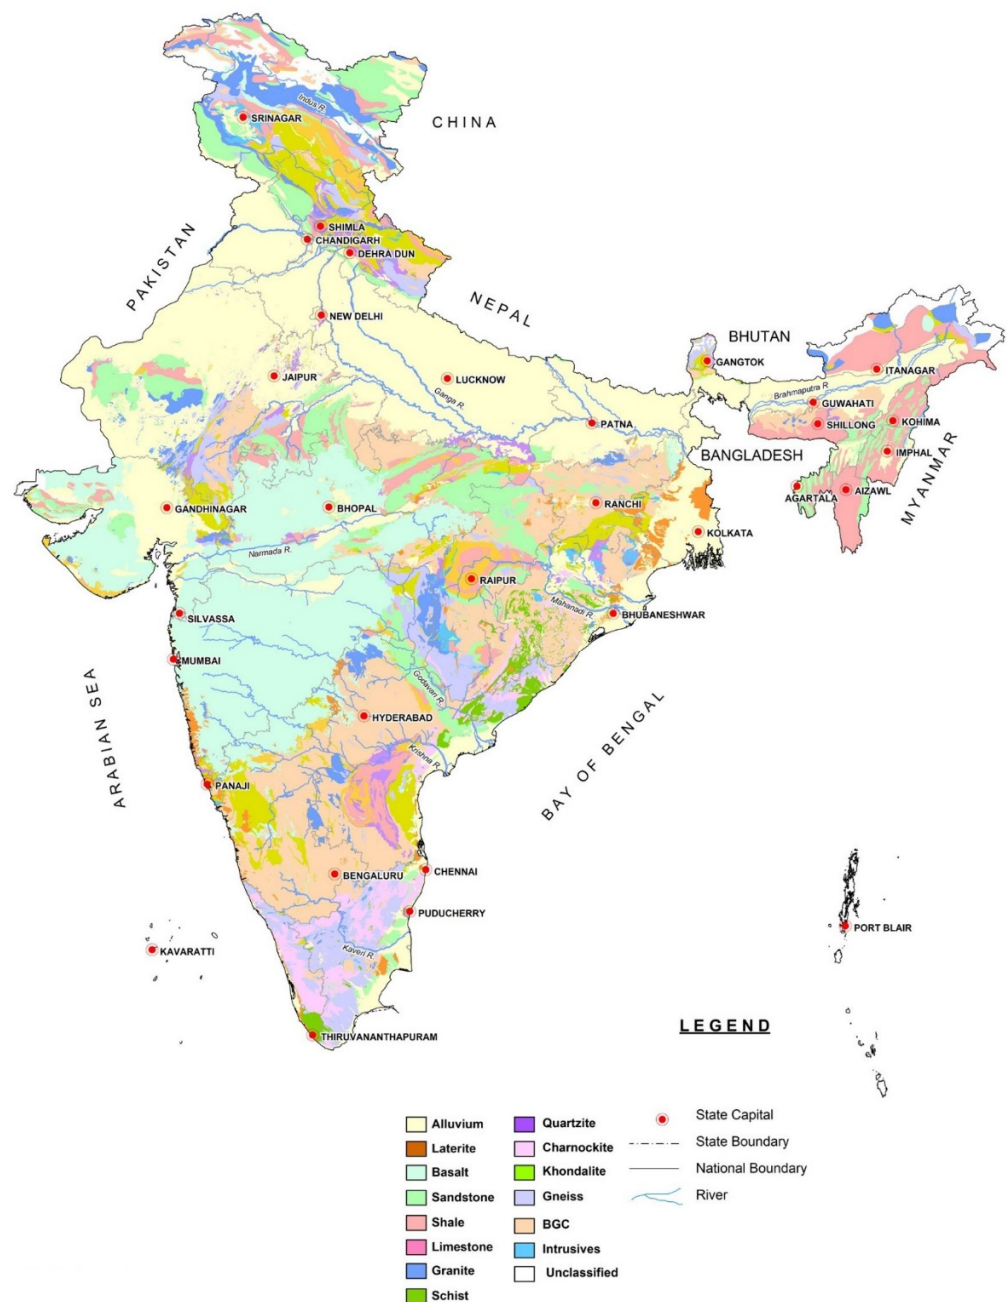 CHINA
Indus R.
SRINAGAR
SHIMLA
CHANDIGARH
DEHRA DUN
PAKISTAN
NEPAL
NEW DELHI
BHUTAN
GANGTOK
ITANAGAR
JAIPUR
LUCKNOW
Ganga R.
Brahmaputra R.
GUWAHATI
PATNA
SHILLONG
KOHIMA
BANGLADESH
IMPHAL
MYANMAR
AGARTALA
AIZAWL
GANDHINAGAR
BHOPAL
RANCHI
KOLKATA
Narmada R.
RAIPUR
Mahanadi R.
BHUBANESHWAR
SILVASSA
MUMBAI
Godavari R.
ARABIAN SEA
HYDERABAD
Krishna R.
BAY OF BENGAL
PANAJI
BENGALURU
CHENNAI
PUDUCHERRY
KAVARATTI
Kaveri R.
PORT BLAIR
THIRUVANANTHAPURAM
LEGEND
Alluvium
Laterite
Basalt
Sandstone
Shale
Limestone
Granite
Schist
Quartzite
Charnockite
Khondalite
Gneiss
BGC
Intrusives
Unclassified
State Capital
State Boundary
National Boundary
River